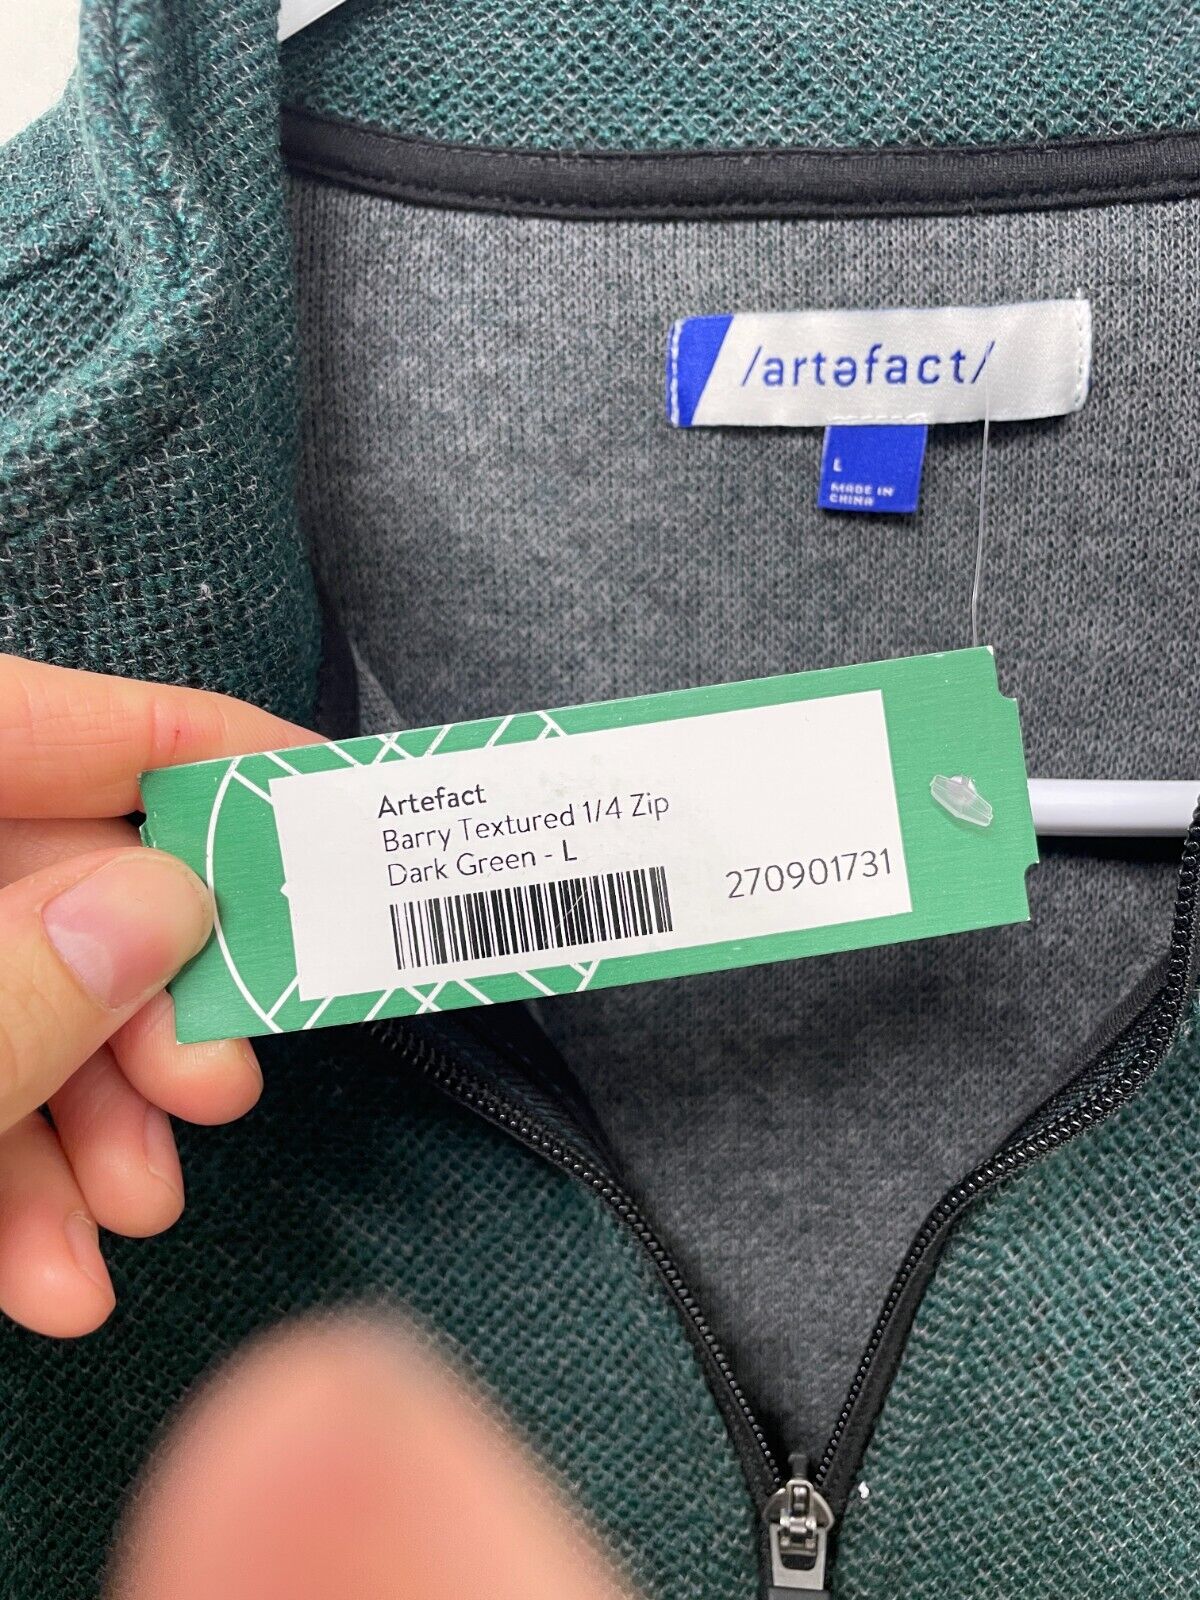 /artəfact/
L
MADE IN
CHINA
Artefact
Barry Textured 1/4 Zip
Dark Green - L
270901731